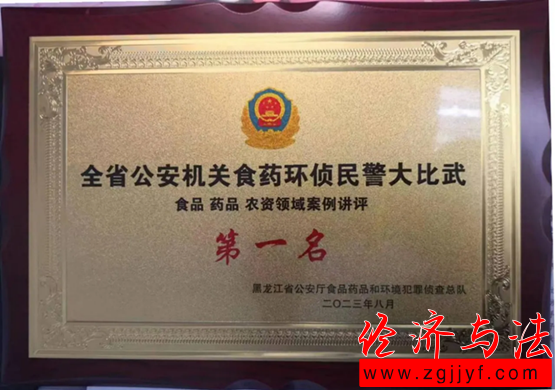 全省公安机关食药环侦民警大比武
食品 药品 农资领域案例讲评
第一名
黑龙江省公安厅食品药品和环境犯罪侦查总队
二〇二三年八月
经济与法
www.zgjjyf.com